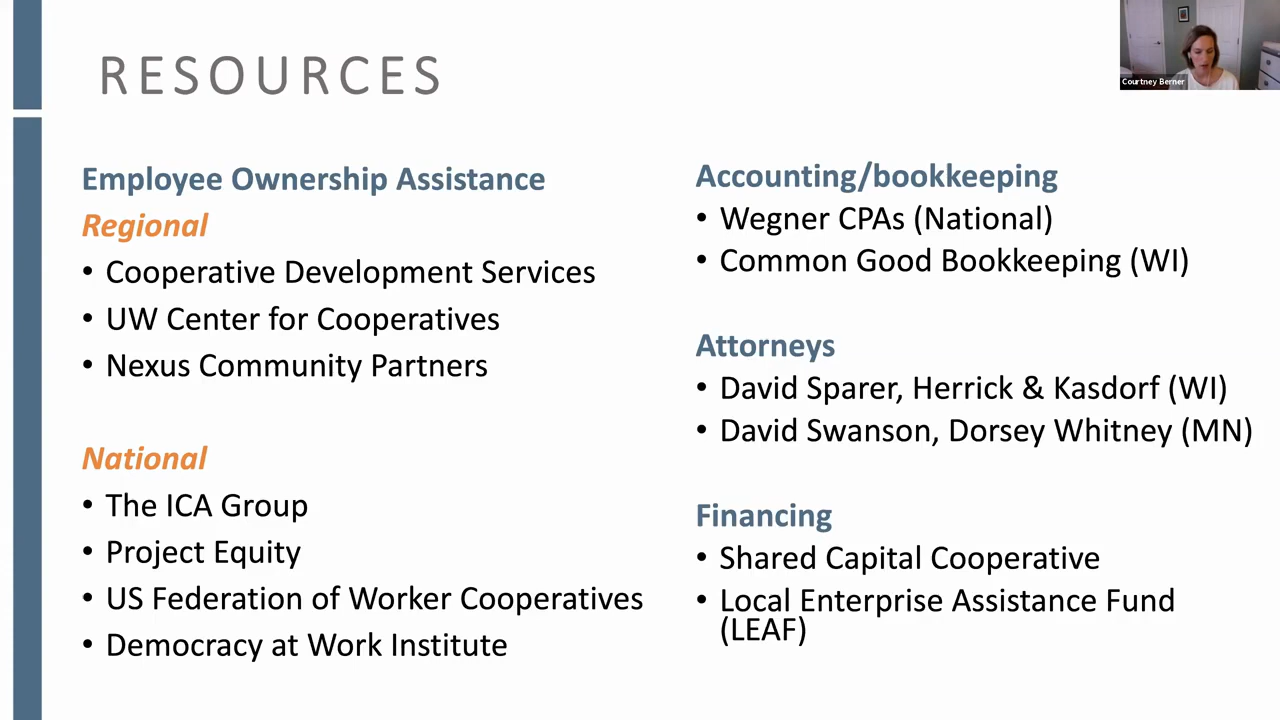 RESOURCES
Courtney Berner
Employee Ownership Assistance
Regional
• Cooperative Development Services
• UW Center for Cooperatives
• Nexus Community Partners
National
• The ICA Group
• Project Equity
• US Federation of Worker Cooperatives
• Democracy at Work Institute
Accounting/bookkeeping
• Wegner CPAs (National)
• Common Good Bookkeeping (WI)
Attorneys
• David Sparer, Herrick & Kasdorf (WI)
• David Swanson, Dorsey Whitney (MN)
Financing
• Shared Capital Cooperative
• Local Enterprise Assistance Fund
(LEAF)